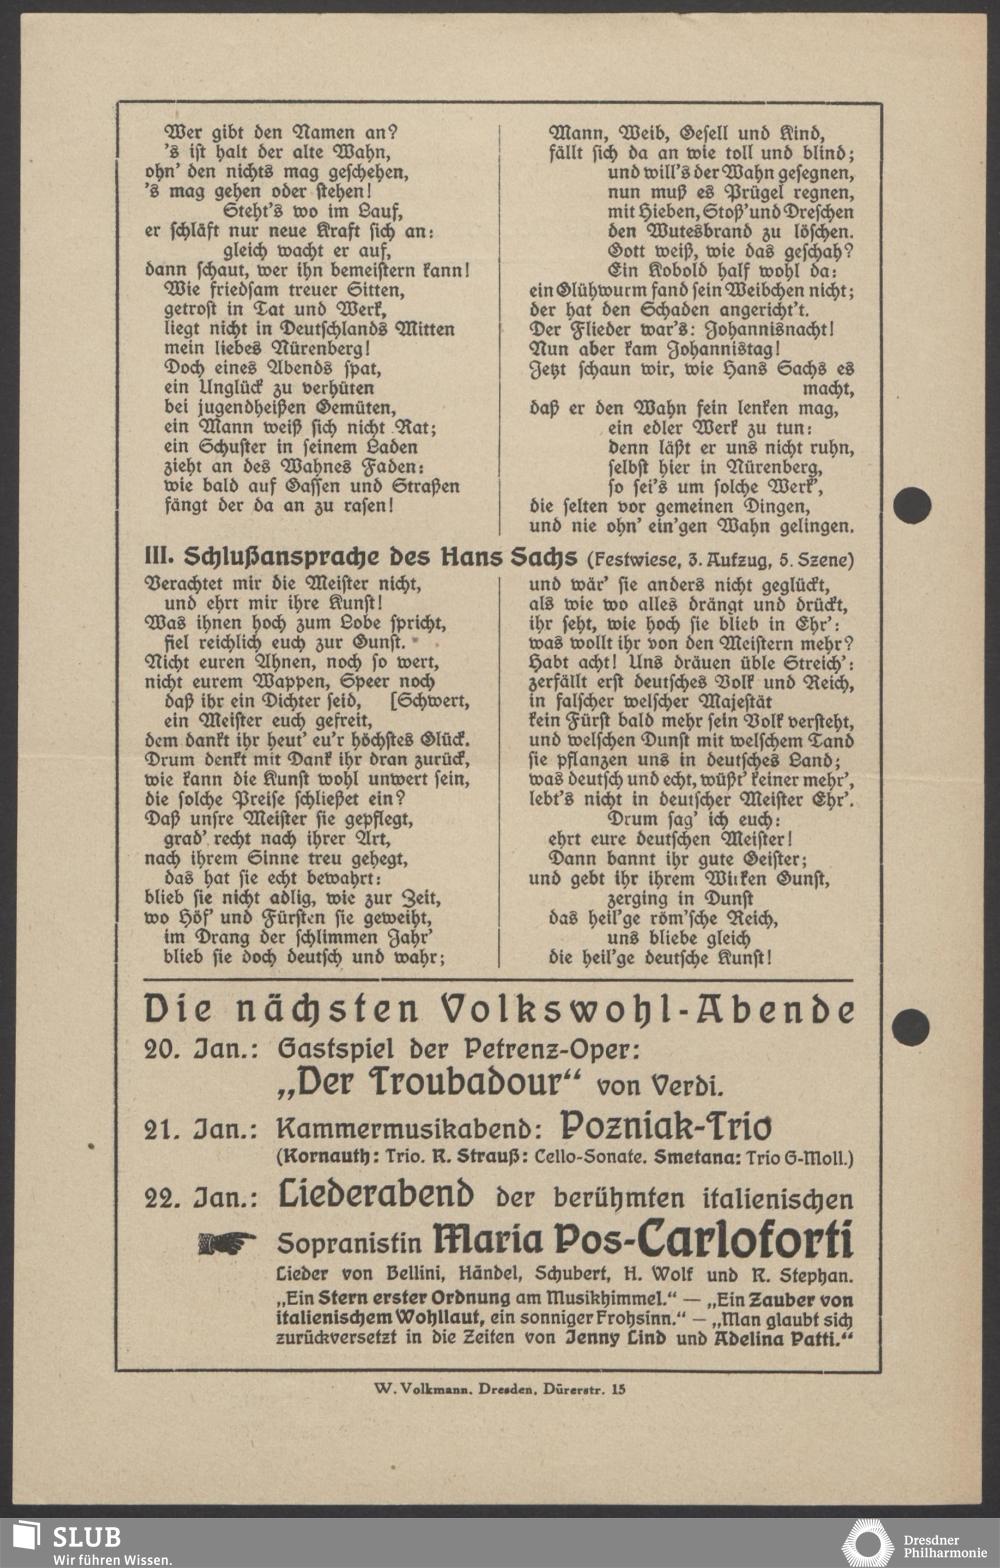 Wer gibt den Namen an?
's ist halt der alte Wahn,
ohn' den nichts mag geschehen,
's mag gehen oder stehen!
Steht's wo im Lauf,
er schläft nur neue Kraft sich an:
gleich wacht er auf,
dann schaut, wer ihn bemeistern kann!
Wie friedsam treuer Sitten,
getrost in Tat und Werk,
liegt nicht in Deutschlands Mitten
mein liebes Nürenberg!
Doch eines Abends spat,
ein Unglück zu verhüten
bei jugendheißen Gemüten,
ein Mann weiß sich nicht Rat;
ein Schuster in seinem Laden
zieht an des Wahnes Faden:
wie bald auf Gassen und Straßen
fängt der da an zu rasen!
Mann, Weib, Gesell und Kind,
fällt sich da an wie toll und blind;
und will's der Wahn gesegnen,
nun muß es Prügel regnen,
mit Hieben, Stoß' und Dreschen
den Wutesbrand zu löschen.
Gott weiß, wie das geschah?
Ein Kobold half wohl da:
ein Glühwurm fand sein Weibchen nicht;
der hat den Schaden angericht't.
Der Flieder war's: Johannisnacht!
Nun aber kam Johannistag!
Jetzt schaun wir, wie Hans Sachs es
macht,
daß er den Wahn fein lenken mag,
ein edler Werk zu tun:
denn läßt er uns nicht ruhn,
selbst hier in Nürenberg,
so sei's um solche Werk',
die selten vor gemeinen Dingen,
und nie ohn' ein'gen Wahn gelingen.
III. Schlußansprache des Hans Sachs (Festwiese, 3. Aufzug, 5. Szene)
Verachtet mir die Meister nicht,
und ehrt mir ihre Kunst!
Was ihnen hoch zum Lobe spricht,
fiel reichlich euch zur Gunst.
Nicht euren Ahnen, noch so wert,
nicht eurem Wappen, Speer noch
daß ihr ein Dichter seid, [Schwert,
ein Meister euch gefreit,
dem dankt ihr heut' eu'r höchstes Glück.
Drum denkt mit Dank ihr dran zurück,
wie kann die Kunst wohl unwert sein,
die solche Preise schließet ein?
Daß unsre Meister sie gepflegt,
grad' recht nach ihrer Art,
nach ihrem Sinne treu gehegt,
das hat sie echt bewahrt:
blieb sie nicht adlig, wie zur Zeit,
wo Höf' und Fürsten sie geweiht,
im Drang der schlimmen Jahr'
blieb sie doch deutsch und wahr;
und wär' sie anders nicht geglückt,
als wie wo alles drängt und drückt,
ihr seht, wie hoch sie blieb in Ehr':
was wollt ihr von den Meistern mehr?
Habt acht! Uns dräuen üble Streich':
zerfällt erst deutsches Volk und Reich,
in falscher welscher Majestät
kein Fürst bald mehr sein Volk versteht,
und welschen Dunst mit welschem Tand
sie pflanzen uns in deutsches Land;
was deutsch und echt, wüßt' keiner mehr',
lebt's nicht in deutscher Meister Ehr'.
Drum sag' ich euch:
ehrt eure deutschen Meister!
Dann bannt ihr gute Geister;
und gebt ihr ihrem Wirken Gunst,
zerging in Dunst
das heil'ge röm'sche Reich,
uns bliebe gleich
die heil'ge deutsche Kunst!
Die nächsten Volkswohl-Abende
20. Jan.: Gastspiel der Petrenz-Oper:
„Der Troubadour“ von Verdi.
21. Jan.: Kammermusikabend: Pozniak-Trio
(Kornauth: Trio. R. Strauß: Cello-Sonate. Smetana: Trio G-Moll.)
22. Jan.: Liederabend der berühmten italienischen
Sopranistin Maria Pos-Carloforti
Lieder von Bellini, Händel, Schubert, H. Wolf und R. Stephan.
„Ein Stern erster Ordnung am Musikhimmel.“ — „Ein Zauber von
italienischem Wohllaut, ein sonniger Frohsinn.“ — „Man glaubt sich
zurückversetzt in die Zeiten von Jenny Lind und Adelina Patti.“
W. Volkmann, Dresden, Dürerstr. 15
SLUB
Wir führen Wissen.
Dresdner
Philharmonie